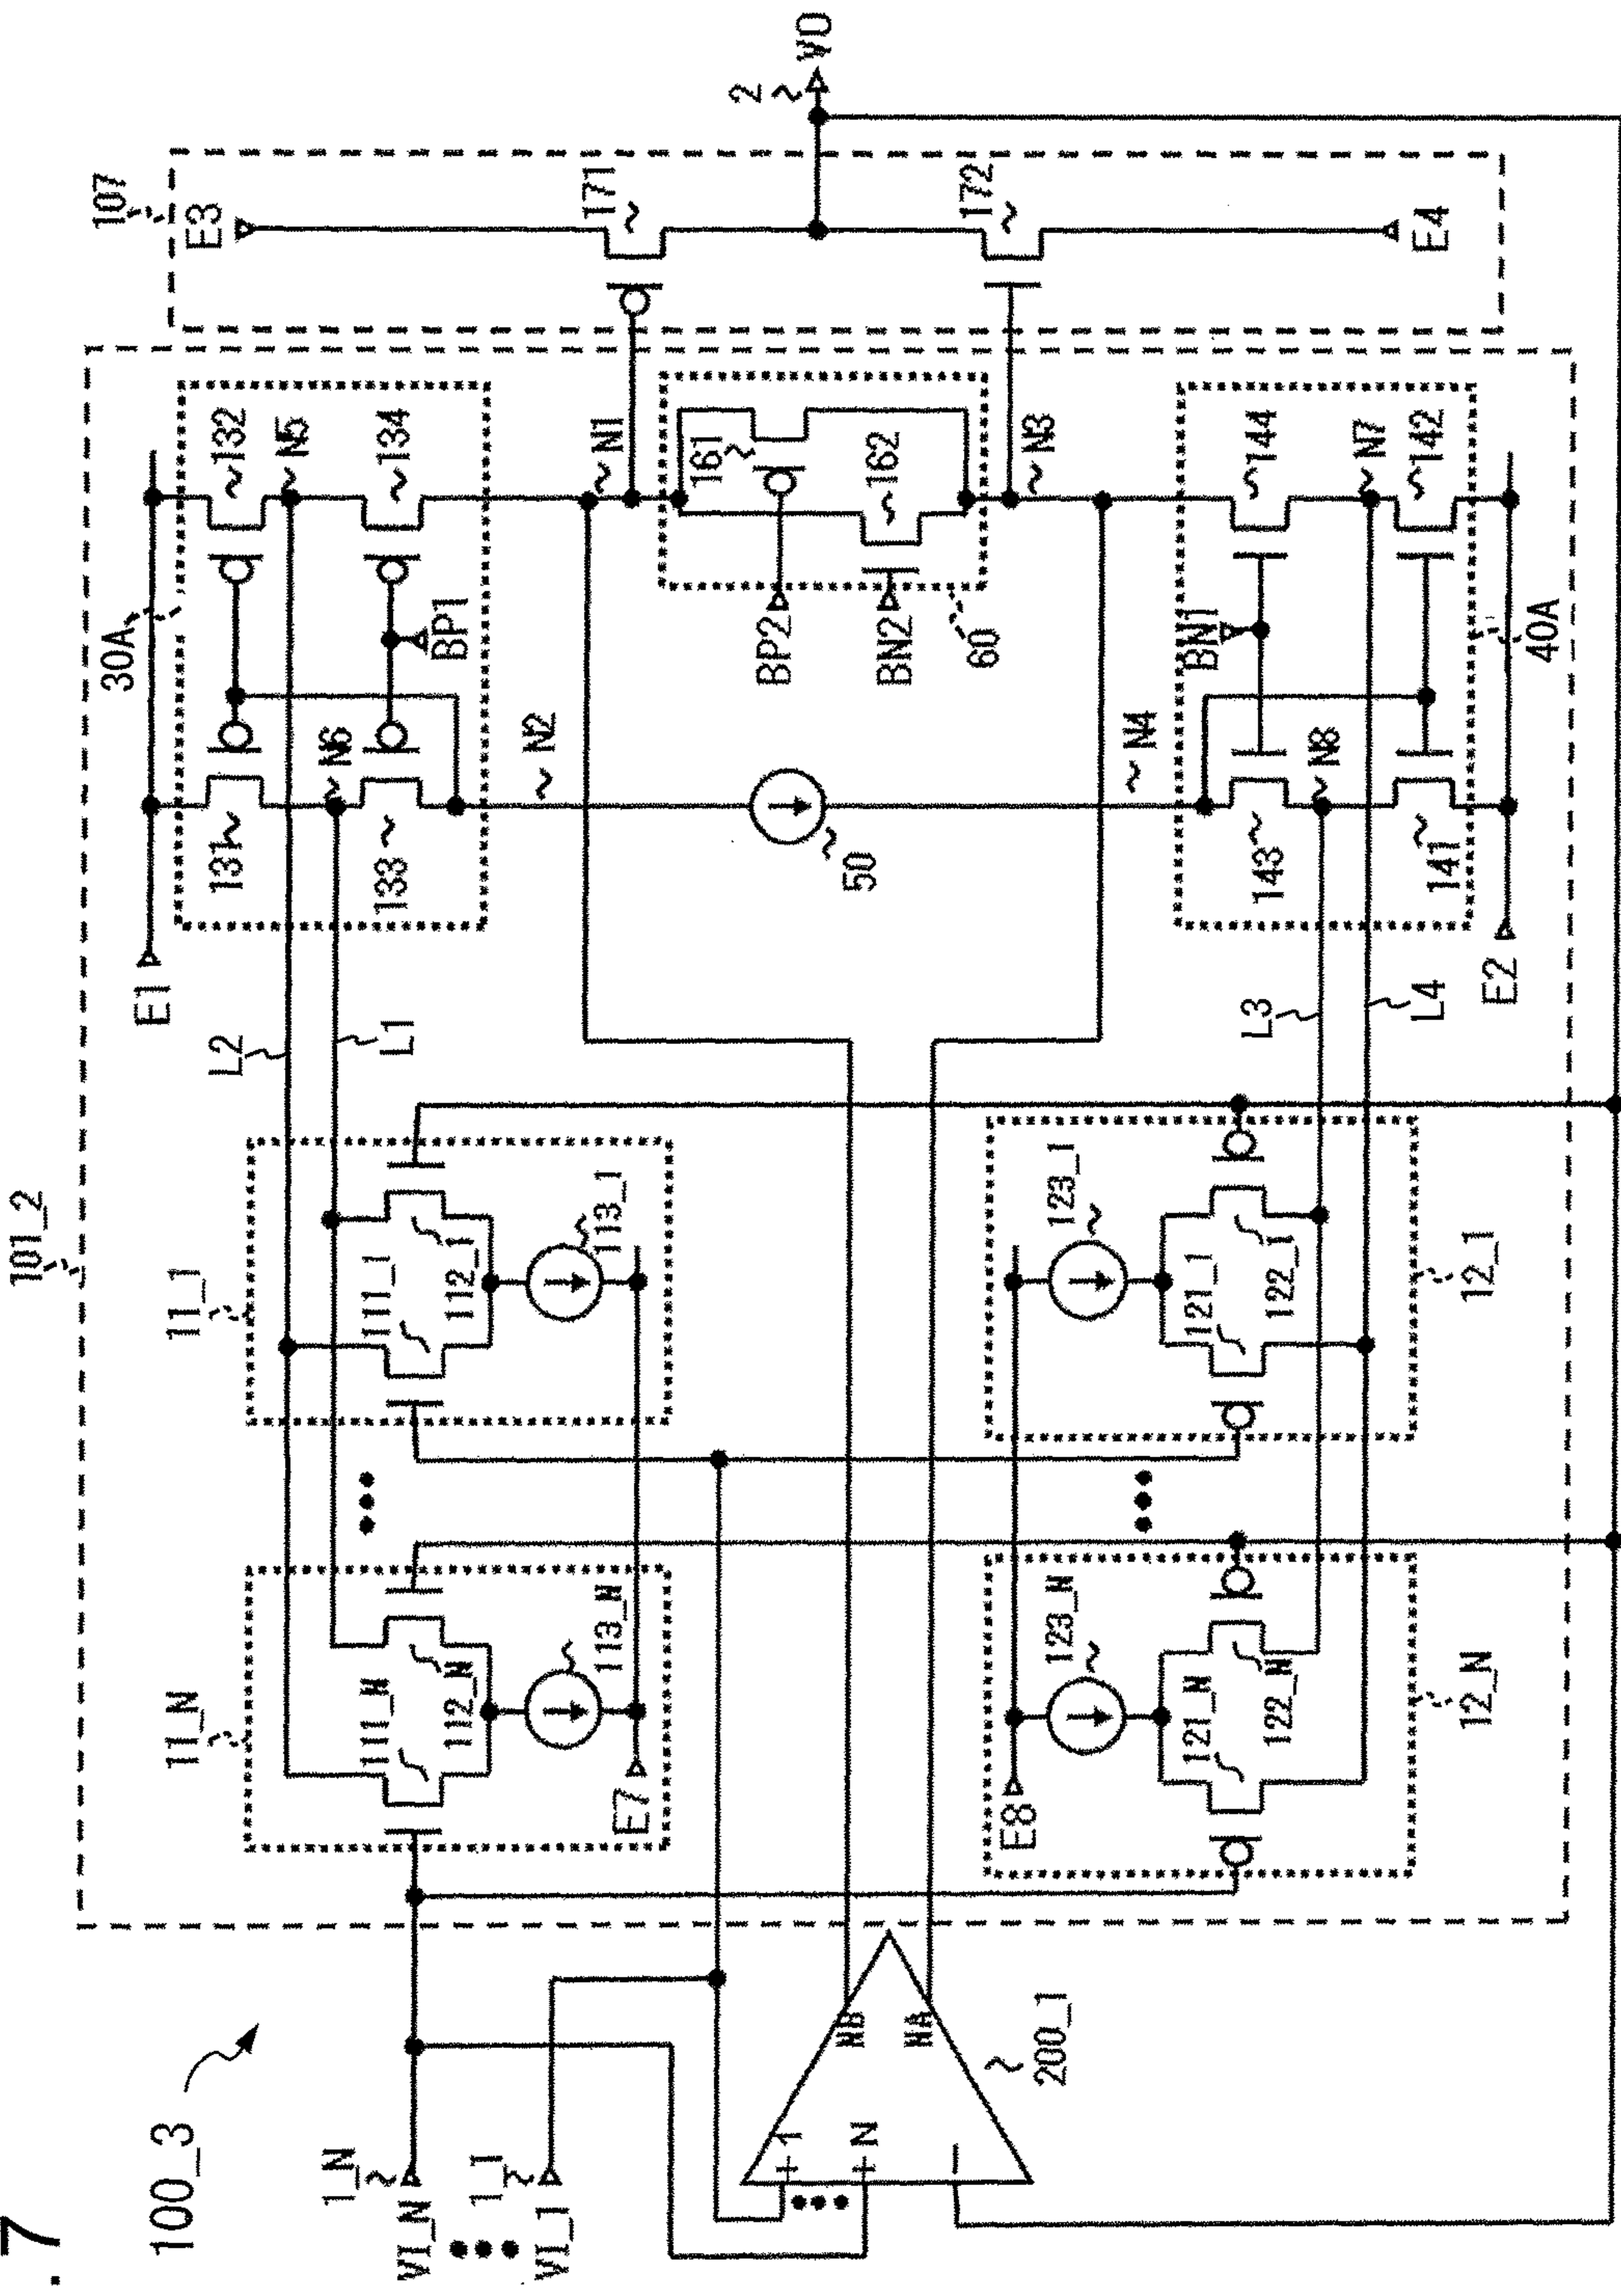 . 7
100_3
101_2
107
E3
171
2
VO
172
E4
30A
132
N5
134
N1
161
162
N3
144
N7
142
BP1
BP2
BN2
60
BN1
40A
131
N6
133
N2
50
N4
143
N8
141
E1
E2
L2
L1
L3
L4
11_1
111_1
112_1
113_1
123_1
121_1
122_1
12_1
11_N
111_N
112_N
113_N
E7
E8
123_N
121_N
122_N
12_N
1_N
VI_N
1_1
VI_1
+1
+N
−
NB
NA
200_1